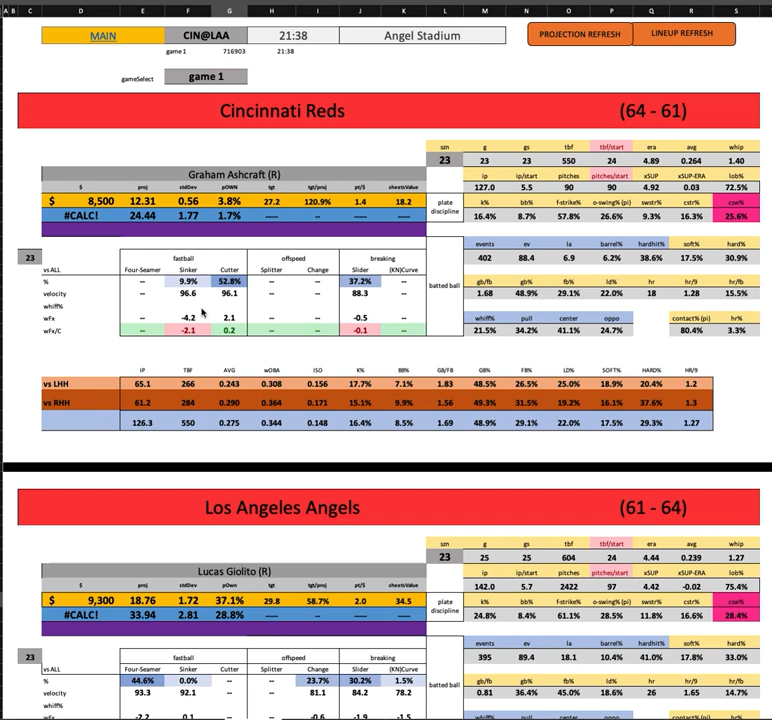 C D E F G H I J K L M N O P Q R S
MAIN CIN@LAA 21:38 Angel Stadium PROJECTION REFRESH LINEUP REFRESH
game 1 716903 21:38
gameSelect game 1
Cincinnati Reds (64 - 61)
szn g gs tbf tbf/start era avg whip
23 23 23 550 24 4.89 0.264 1.40
Graham Ashcraft (R) ip ip/start pitches pitches/start xSUP xSUP-ERA lob%
$ proj stdDev pOWN tgt tgt/proj pt/$ sheetsValue 127.0 5.5 90 90 4.92 0.03 72.5%
$ 8,500 12.31 0.56 3.8% 27.2 120.9% 1.4 18.2 plate discipline k% bb% f-strike% o-swing% (pi) swstr% cstr% csw%
#CALC! 24.44 1.77 1.7% ---- -- -- ---- 16.4% 8.7% 57.8% 26.6% 9.3% 16.3% 25.6%
events ev la barrel% hardhit% soft% hard%
23 fastball offspeed breaking 402 88.4 6.9 6.2% 38.6% 17.5% 30.9%
vs ALL Four-Seamer Sinker Cutter Splitter Change Slider (KN)Curve
% -- 9.9% 52.8% -- -- 37.2% -- batted ball gb/fb gb% fb% ld% hr hr/9 hr/fb
velocity -- 96.6 96.1 -- -- 88.3 -- 1.68 48.9% 29.1% 22.0% 18 1.28 15.5%
whiff%
wFx -4.2 2.1 -0.5 whiff% pull center oppo contact% (pi) hr%
wFx/C -- -2.1 0.2 -- -- -0.1 -- 21.5% 34.2% 41.1% 24.7% 80.4% 3.3%
IP TBF AVG wOBA ISO K% BB% GB/FB GB% FB% LD% SOFT% HARD% HR/9
vs LHH 65.1 266 0.243 0.308 0.156 17.7% 7.1% 1.83 48.5% 26.5% 25.0% 18.9% 20.4% 1.2
vs RHH 61.2 284 0.290 0.364 0.171 15.1% 9.9% 1.56 49.3% 31.5% 19.2% 16.1% 37.6% 1.3
126.3 550 0.275 0.344 0.148 16.4% 8.5% 1.69 48.9% 29.1% 22.0% 17.5% 29.3% 1.27
Los Angeles Angels (61 - 64)
szn g gs tbf tbf/start era avg whip
23 25 25 604 24 4.44 0.239 1.27
Lucas Giolito (R) ip ip/start pitches pitches/start xSUP xSUP-ERA lob%
$ proj stdDev pOwn tgt tgt/proj pt/$ sheetsValue 142.0 5.7 2422 97 4.42 -0.02 75.4%
$ 9,300 18.76 1.72 37.1% 29.8 58.7% 2.0 34.5 plate discipline k% bb% f-strike% o-swing% (pi) swstr% cstr% csw%
#CALC! 33.94 2.81 28.8% ---- -- -- ---- 24.8% 8.4% 61.1% 28.5% 11.8% 16.6% 28.4%
events ev la barrel% hardhit% soft% hard%
23 fastball offspeed breaking 395 89.4 18.1 10.4% 41.0% 17.8% 33.0%
vs ALL Four-Seamer Sinker Cutter Splitter Change Slider (KN)Curve
% 44.6% 0.0% -- -- 23.7% 30.2% 1.5% batted ball gb/fb gb% fb% ld% hr hr/9 hr/fb
velocity 93.3 92.1 -- -- 81.1 84.2 78.2 0.81 36.4% 45.0% 18.6% 26 1.65 14.7%
whiff%
wFx -2.2 0.1 -0.6 -1.9 -1.5 whiff% pull center oppo contact% (pi) hr%